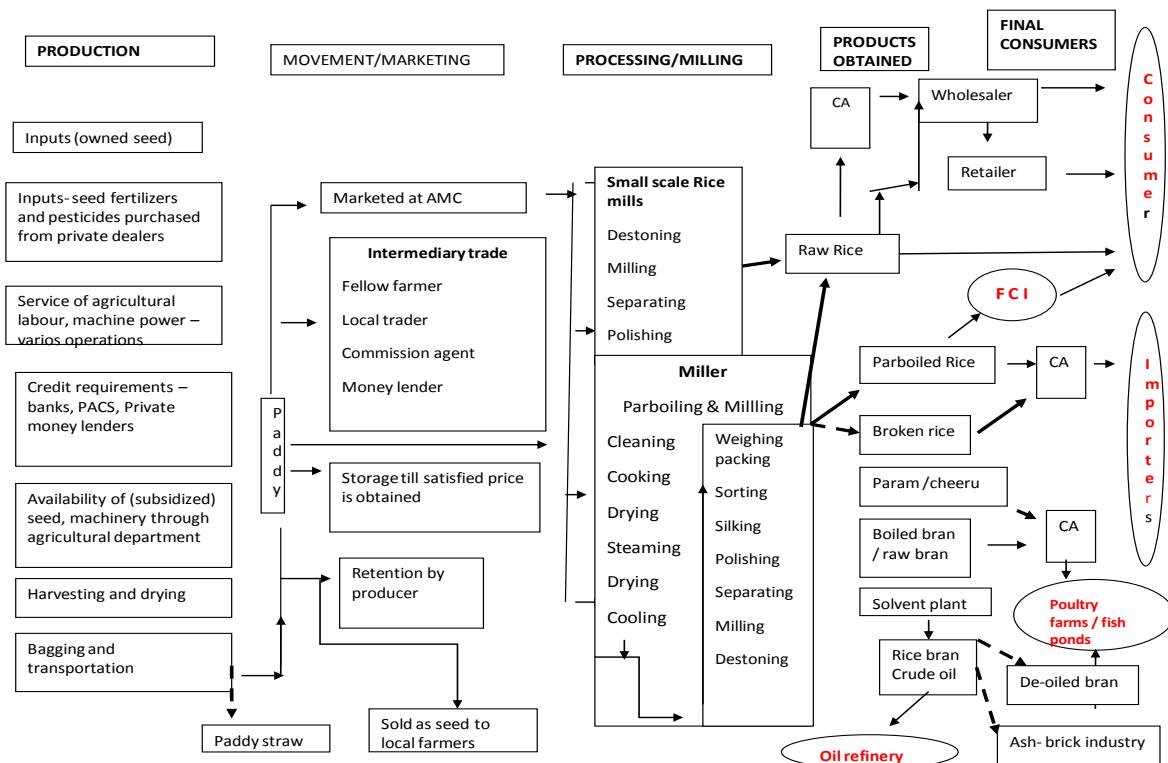 PRODUCTION
MOVEMENT/MARKETING
PROCESSING/MILLING
PRODUCTS
OBTAINED
FINAL
CONSUMERS
Inputs (owned seed)
Inputs- seed fertilizers
and pesticides purchased
from private dealers
Service of agricultural
labour, machine power –
varios operations
Credit requirements –
banks, PACS, Private
money lenders
Availability of (subsidized)
seed, machinery through
agricultural department
Harvesting and drying
Bagging and
transportation
Paddy straw
Paddy
Marketed at AMC
Intermediary trade
Fellow farmer
Local trader
Commission agent
Money lender
Storage till satisfied price
is obtained
Retention by
producer
Sold as seed to
local farmers
Small scale Rice
mills
Destoning
Milling
Separating
Polishing
Miller
Parboiling & Millling
Cleaning
Cooking
Drying
Steaming
Drying
Cooling
Weighing
packing
Sorting
Silking
Polishing
Separating
Milling
Destoning
CA
Wholesaler
Retailer
Raw Rice
F C I
Parboiled Rice
CA
Broken rice
Param /cheeru
Boiled bran
/ raw bran
CA
Solvent plant
Rice bran
Crude oil
Poultry
farms / fish
ponds
De-oiled bran
Oil refinery
Ash- brick industry
Consumer
Importers